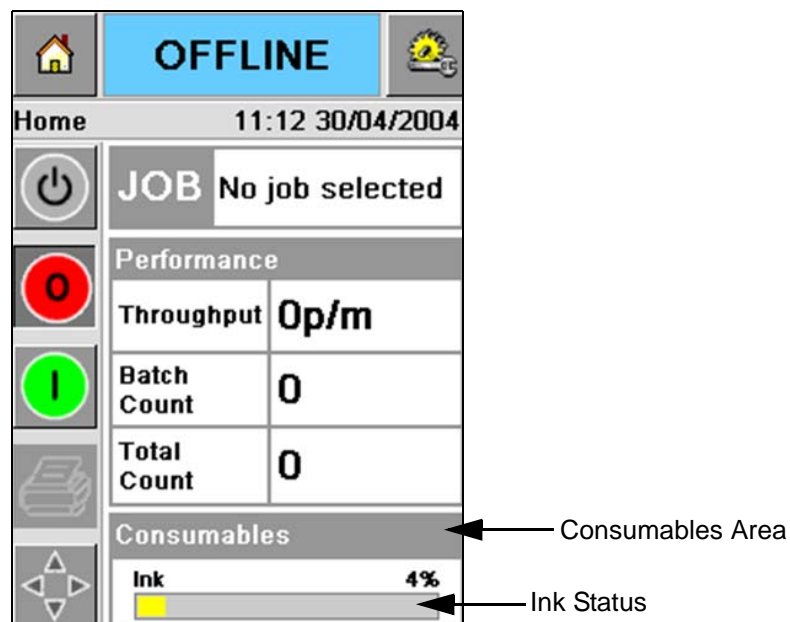 OFFLINE
Home 11:12 30/04/2004
JOB No job selected
Performance
Throughput 0p/m
Batch Count 0
Total Count 0
Consumables
Consumables Area
Ink 4%
Ink Status
O
I